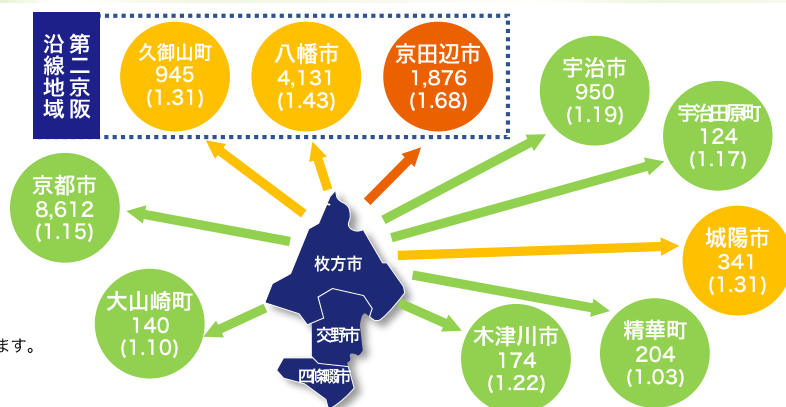 第二京阪
沿線地域
久御山町
945
(1.31)
八幡市
4,131
(1.43)
京田辺市
1,876
(1.68)
宇治市
950
(1.19)
宇治田原町
124
(1.17)
京都市
8,612
(1.15)
城陽市
341
(1.31)
枚方市
大山崎町
140
(1.10)
交野市
四條畷市
木津川市
174
(1.22)
精華町
204
(1.03)
ます。